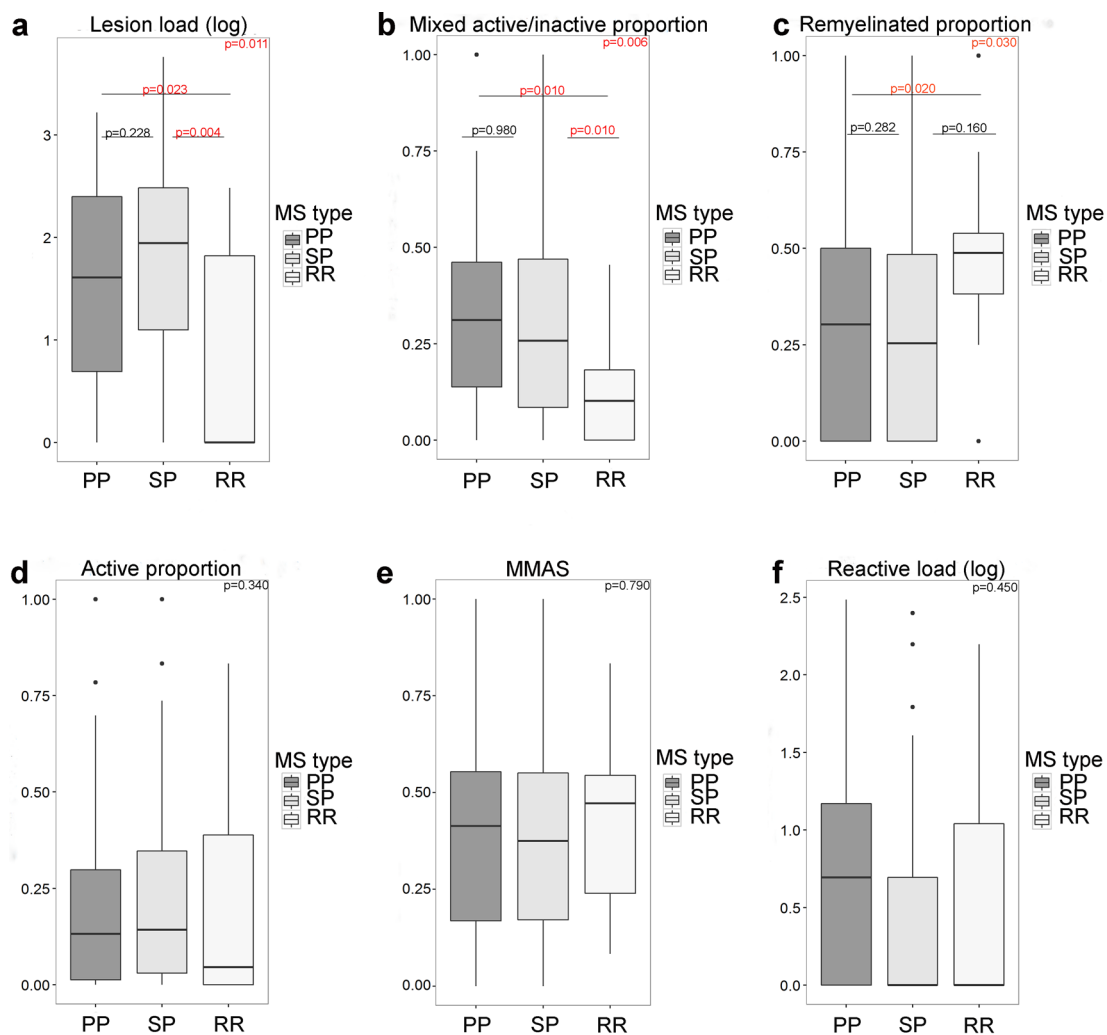 a Lesion load (log)
p=0.011
p=0.023
p=0.228 p=0.004
3
2
1
0
PP SP RR
MS type
PP
SP
RR
b Mixed active/inactive proportion
p=0.006
p=0.010
p=0.980 p=0.010
1.00
0.75
0.50
0.25
0.00
PP SP RR
MS type
PP
SP
RR
c Remyelinated proportion
p=0.030
p=0.020
p=0.282 p=0.160
1.00
0.75
0.50
0.25
0.00
PP SP RR
MS type
PP
SP
RR
d Active proportion
p=0.340
1.00
0.75
0.50
0.25
0.00
PP SP RR
MS type
PP
SP
RR
e MMAS
p=0.790
1.00
0.75
0.50
0.25
0.00
PP SP RR
MS type
PP
SP
RR
f Reactive load (log)
p=0.450
2.5
2.0
1.5
1.0
0.5
0.0
PP SP RR
MS type
PP
SP
RR